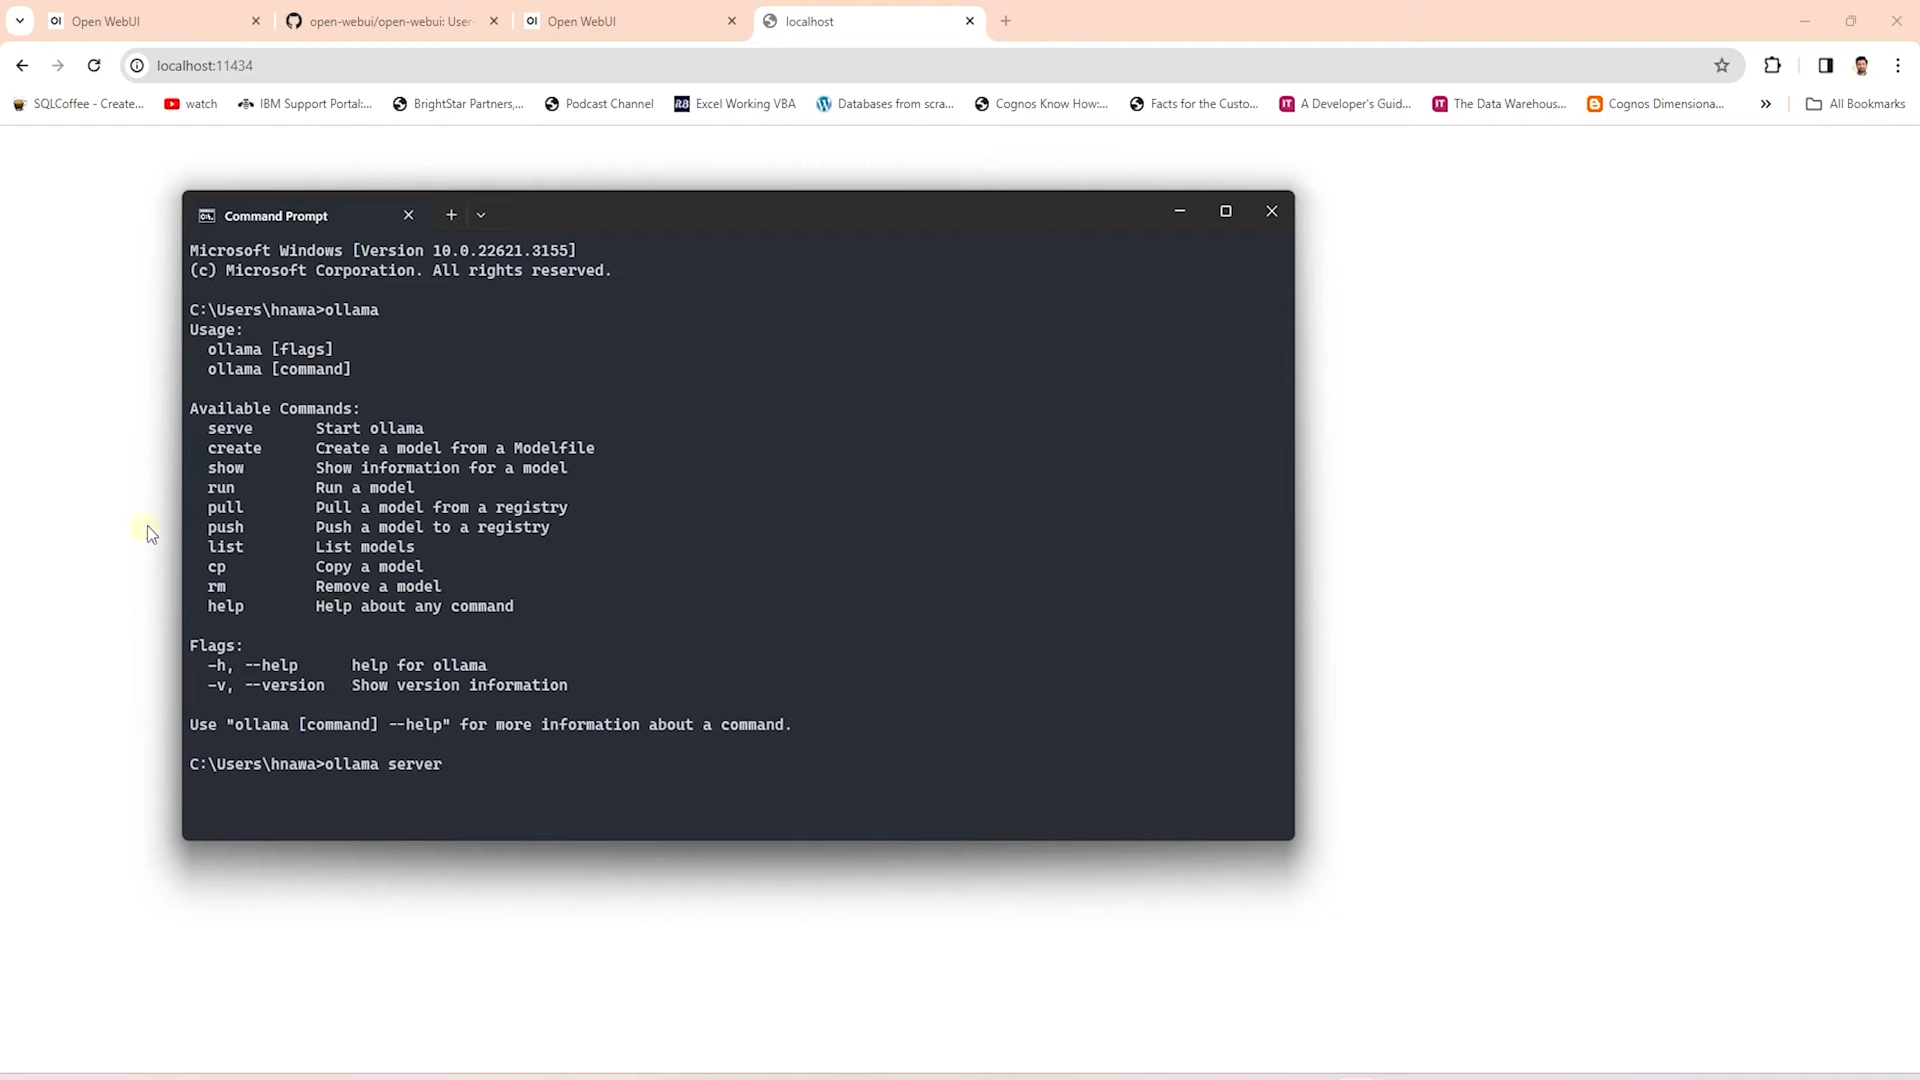 Open WebUI
open-webui/open-webui: User-
Open WebUI
localhost
localhost:11434
SQLCoffee - Create...
watch
IBM Support Portal:...
BrightStar Partners,...
Podcast Channel
Excel Working VBA
Databases from scra...
Cognos Know How:...
Facts for the Custo...
A Developer's Guid...
The Data Warehous...
Cognos Dimensiona...
All Bookmarks
Command Prompt
Microsoft Windows [Version 10.0.22621.3155]
(c) Microsoft Corporation. All rights reserved.
C:\Users\hnawa>ollama
Usage:
ollama [flags]
ollama [command]
Available Commands:
serve Start ollama
create Create a model from a Modelfile
show Show information for a model
run Run a model
pull Pull a model from a registry
push Push a model to a registry
list List models
cp Copy a model
rm Remove a model
help Help about any command
Flags:
-h, --help help for ollama
-v, --version Show version information
Use "ollama [command] --help" for more information about a command.
C:\Users\hnawa>ollama server